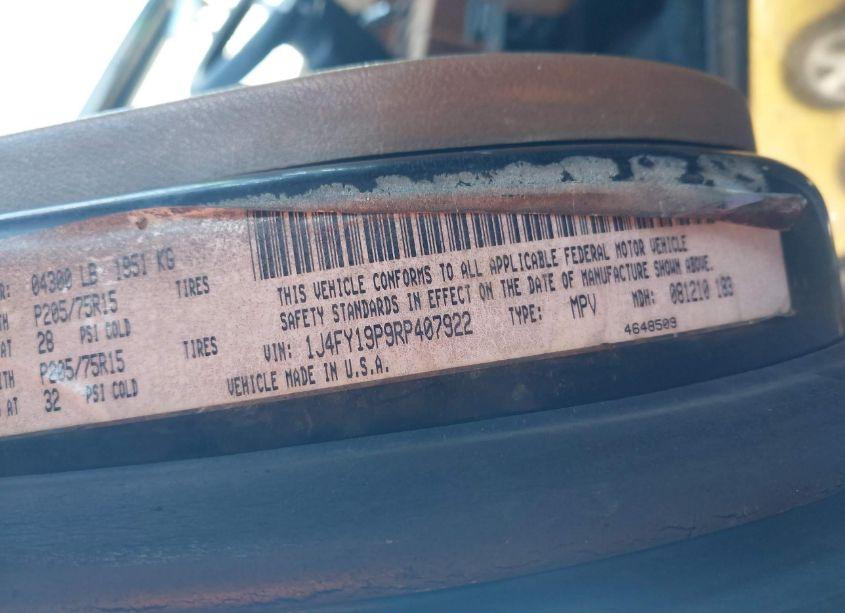 R: 04300 LB 1951 KG
TH P205/75R15 TIRES
AT 28 PSI COLD
ITH P205/75R15 TIRES
S AT 32 PSI COLD
THIS VEHICLE CONFORMS TO ALL APPLICABLE FEDERAL MOTOR VEHICLE
SAFETY STANDARDS IN EFFECT ON THE DATE OF MANUFACTURE SHOWN ABOVE.
VIN: 1J4FY19P9RP407922 TYPE: MPV MDH: 081210 183
VEHICLE MADE IN U.S.A. 4648509